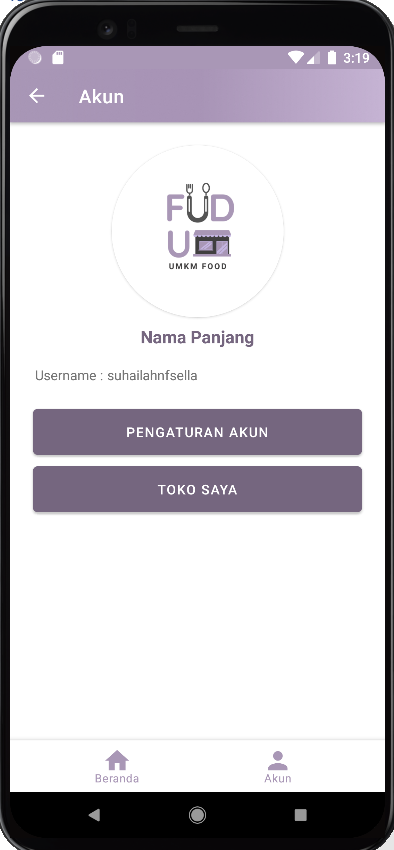 3:19
Akun
FUD
U
UMKM FOOD
Nama Panjang
Username : suhailahnfsella
PENGATURAN AKUN
TOKO SAYA
Beranda
Akun